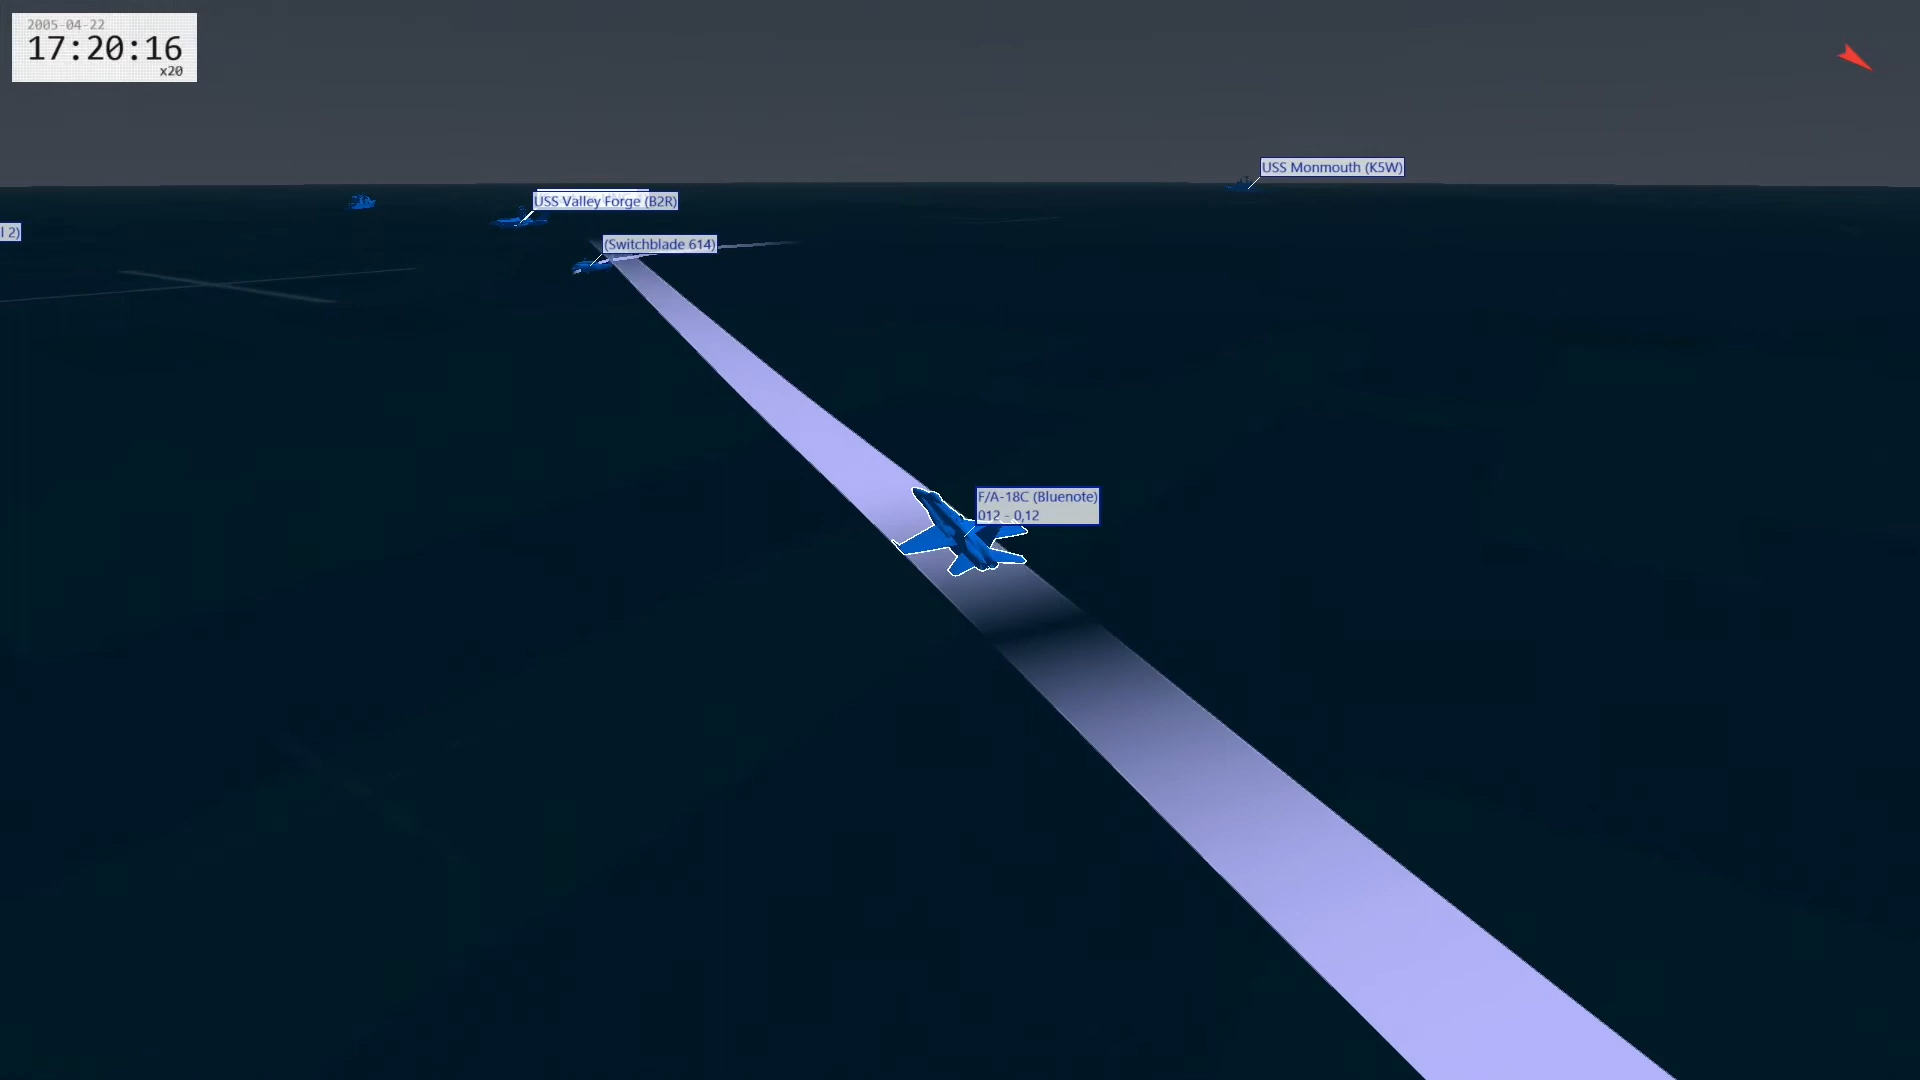 2005-04-22
17:20:16
x20
USS Monmouth (K5W)
USS Valley Forge (B2R)
l 2)
(Switchblade 614)
F/A-18C (Bluenote)
012 - 0,12